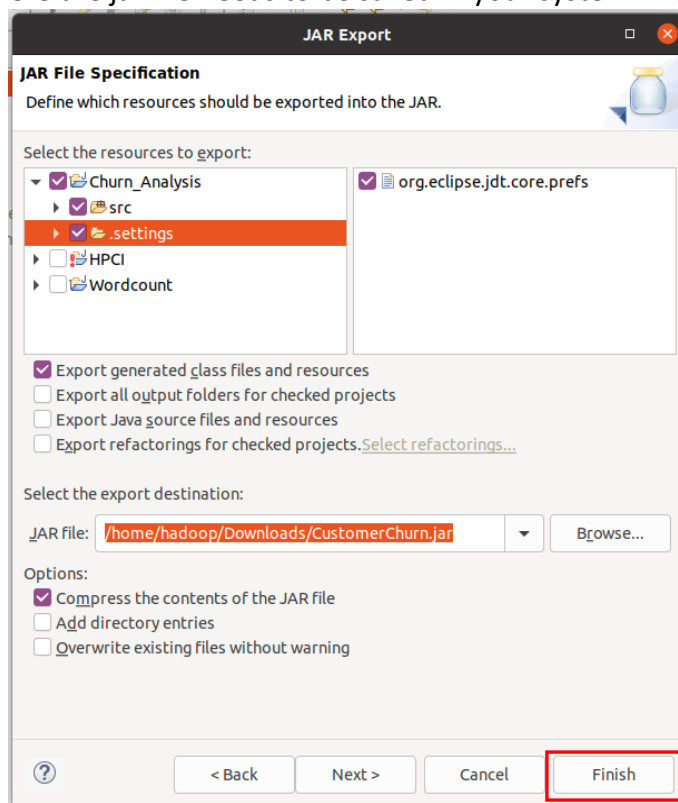 JAR Export
JAR File Specification
Define which resources should be exported into the JAR.
Select the resources to export:
Churn_Analysis
src
.settings
HPCI
Wordcount
org.eclipse.jdt.core.prefs
Export generated class files and resources
Export all output folders for checked projects
Export Java source files and resources
Export refactorings for checked projects. Select refactorings...
Select the export destination:
JAR file: /home/hadoop/Downloads/CustomerChurn.jar Browse...
Options:
Compress the contents of the JAR file
Add directory entries
Overwrite existing files without warning
? < Back Next > Cancel Finish